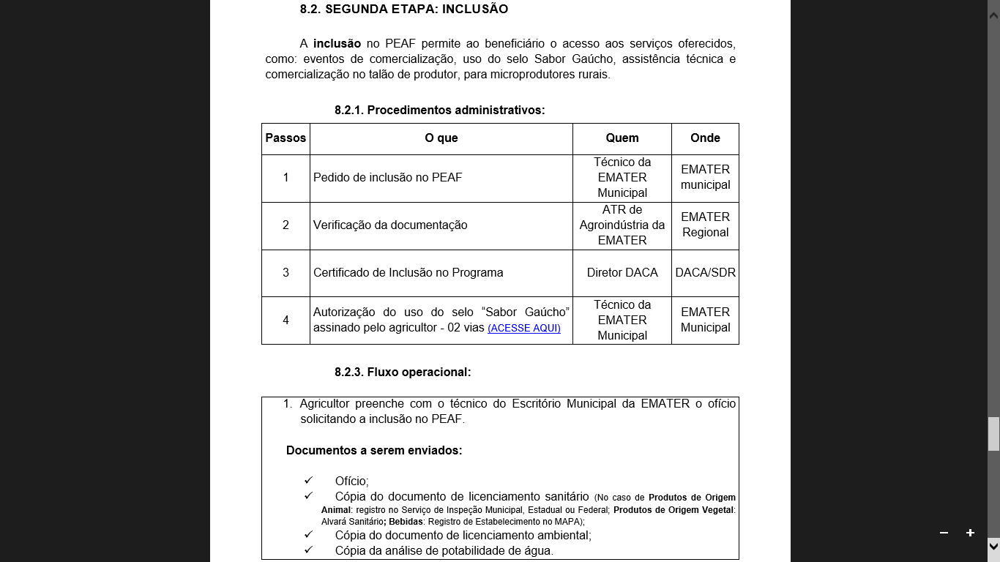 8.2. SEGUNDA ETAPA: INCLUSÃO
A inclusão no PEAF permite ao beneficiário o acesso aos serviços oferecidos,
como: eventos de comercialização, uso do selo Sabor Gaúcho, assistência técnica e
comercialização no talão de produtor, para microprodutores rurais.
8.2.1. Procedimentos administrativos:
Passos O que Quem Onde
1 Pedido de inclusão no PEAF Técnico da EMATER Municipal EMATER municipal
2 Verificação da documentação ATR de Agroindústria da EMATER EMATER Regional
3 Certificado de Inclusão no Programa Diretor DACA DACA/SDR
4 Autorização do uso do selo “Sabor Gaúcho” assinado pelo agricultor - 02 vias (ACESSE AQUI) Técnico da EMATER Municipal EMATER Municipal
8.2.3. Fluxo operacional:
1. Agricultor preenche com o técnico do Escritório Municipal da EMATER o ofício
solicitando a inclusão no PEAF.
Documentos a serem enviados:
✓ Ofício;
✓ Cópia do documento de licenciamento sanitário (No caso de Produtos de Origem
Animal: registro no Serviço de Inspeção Municipal, Estadual ou Federal; Produtos de Origem Vegetal:
Alvará Sanitário; Bebidas: Registro de Estabelecimento no MAPA);
✓ Cópia do documento de licenciamento ambiental;
✓ Cópia da análise de potabilidade de água.